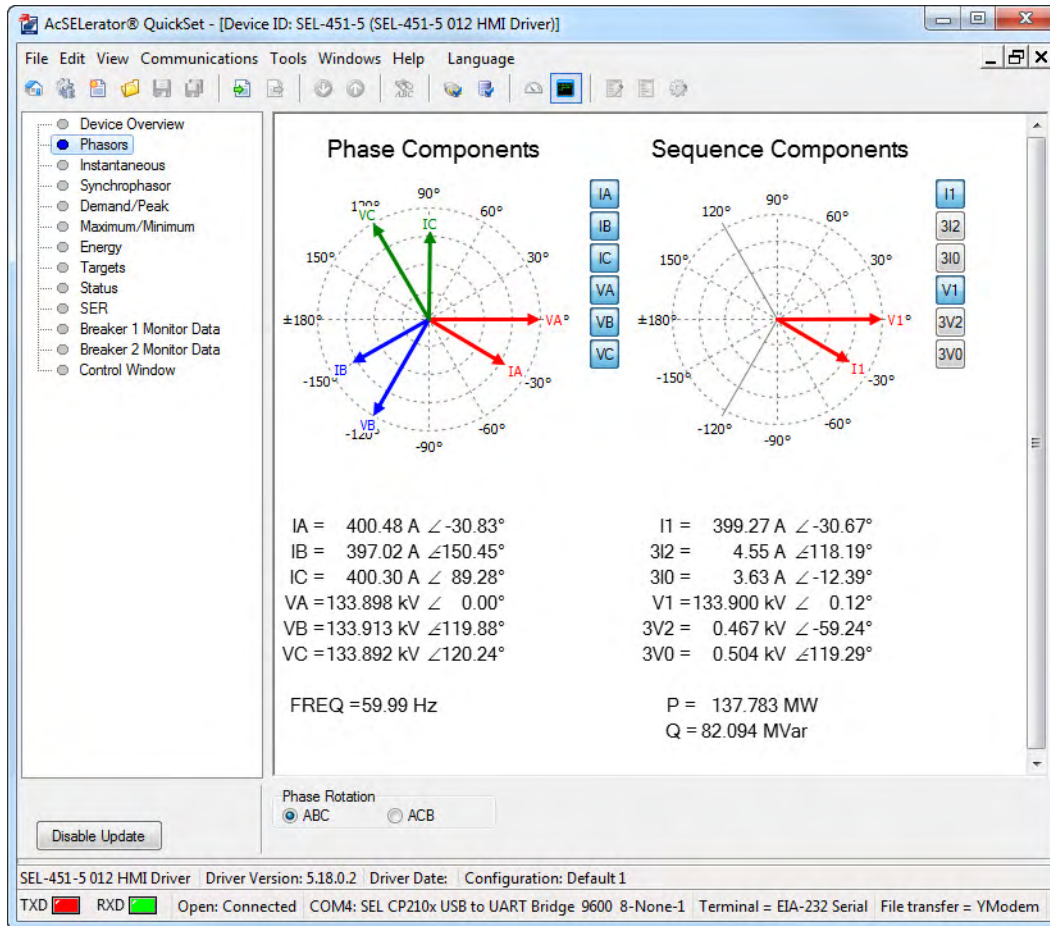 AcSELerator® QuickSet - [Device ID: SEL-451-5 (SEL-451-5 012 HMI Driver)]
File Edit View Communications Tools Windows Help Language
Device Overview
Phasors
Instantaneous
Synchrophasor
Demand/Peak
Maximum/Minimum
Energy
Targets
Status
SER
Breaker 1 Monitor Data
Breaker 2 Monitor Data
Control Window
Phase Components
90°
60°
30°
VA°
-30°
-60°
-90°
-150°
±180°
150°
VC
IC
IB
VB
IA
IA
IB
IC
VA
VB
VC
Sequence Components
90°
120°
60°
150°
30°
±180°
V1°
-150°
I1
-30°
-120°
-60°
-90°
I1
3I2
3I0
V1
3V2
3V0
IA = 400.48 A ∠-30.83°
IB = 397.02 A ∠-150.45°
IC = 400.30 A ∠ 89.28°
VA =133.898 kV ∠ 0.00°
VB =133.913 kV ∠-119.88°
VC =133.892 kV ∠120.24°
FREQ =59.99 Hz
I1 = 399.27 A ∠-30.67°
3I2 = 4.55 A ∠-118.19°
3I0 = 3.63 A ∠-12.39°
V1 =133.900 kV ∠ 0.12°
3V2 = 0.467 kV ∠-59.24°
3V0 = 0.504 kV ∠-119.29°
P = 137.783 MW
Q = 82.094 MVar
Phase Rotation
ABC ACB
Disable Update
SEL-451-5 012 HMI Driver Driver Version: 5.18.0.2 Driver Date: Configuration: Default 1
TXD RXD Open: Connected COM4: SEL CP210x USB to UART Bridge 9600 8-None-1 Terminal = EIA-232 Serial File transfer = YModem